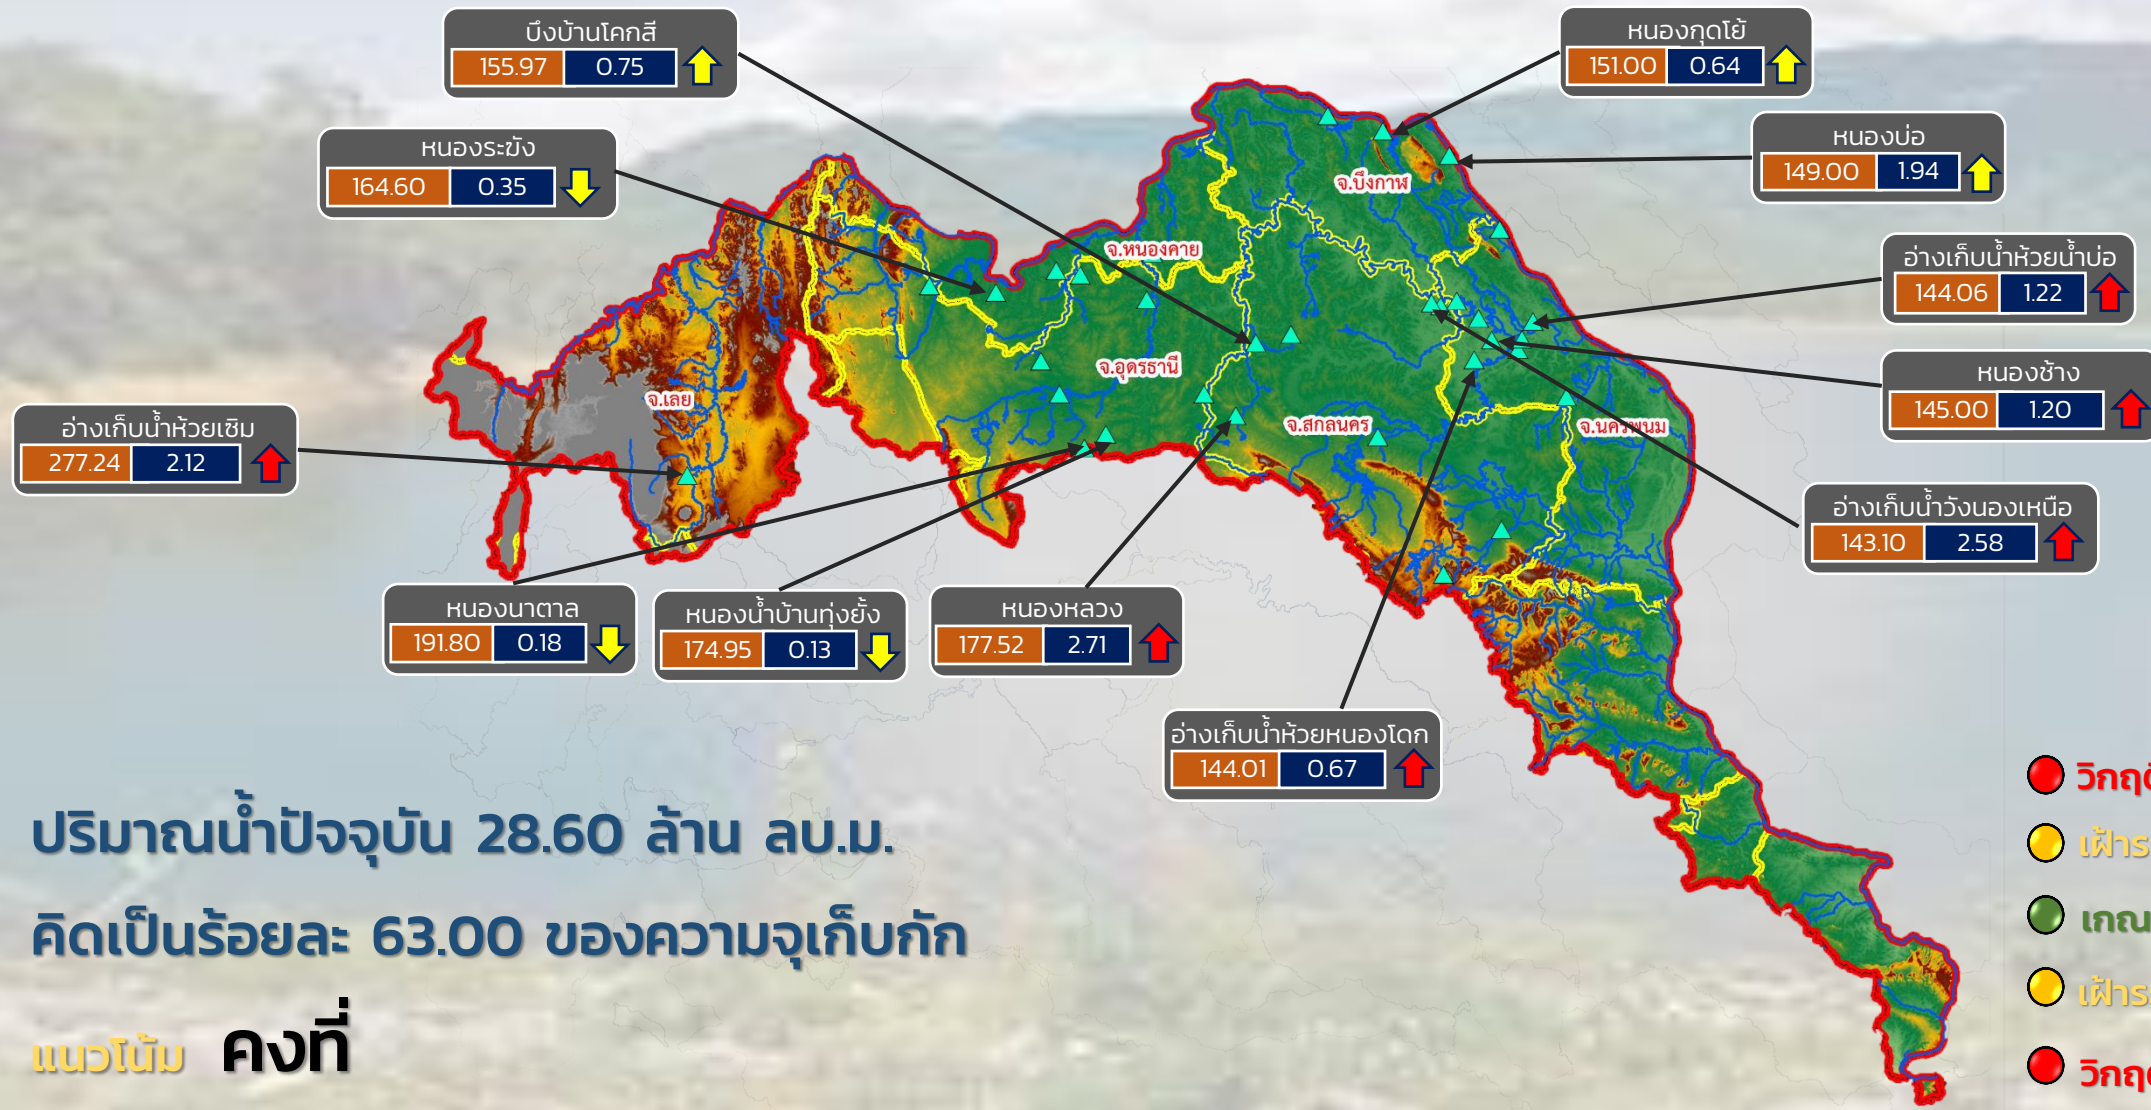 บึงบ้านโคกสี
155.97 0.75
หนองกุดโย้
151.00 0.64
หนองระฆัง
164.60 0.35
หนองบ่อ
149.00 1.94
จ.บึงกาฬ
จ.หนองคาย
อ่างเก็บน้ำห้วยน้ำบ่อ
144.06 1.22
จ.อุดรธานี
หนองช้าง
145.00 1.20
จ.เลย
อ่างเก็บน้ำห้วยเซิม
277.24 2.12
จ.สกลนคร
จ.นครพนม
อ่างเก็บน้ำวังนองเหนือ
143.10 2.58
หนองนาตาล
191.80 0.18
หนองน้ำบ้านทุ่งยั้ง
174.95 0.13
หนองหลวง
177.52 2.71
อ่างเก็บน้ำห้วยหนองโดก
144.01 0.67
ปริมาณน้ำปัจจุบัน 28.60 ล้าน ลบ.ม.
คิดเป็นร้อยละ 63.00 ของความจุเก็บกัก
แนวโน้ม คงที่